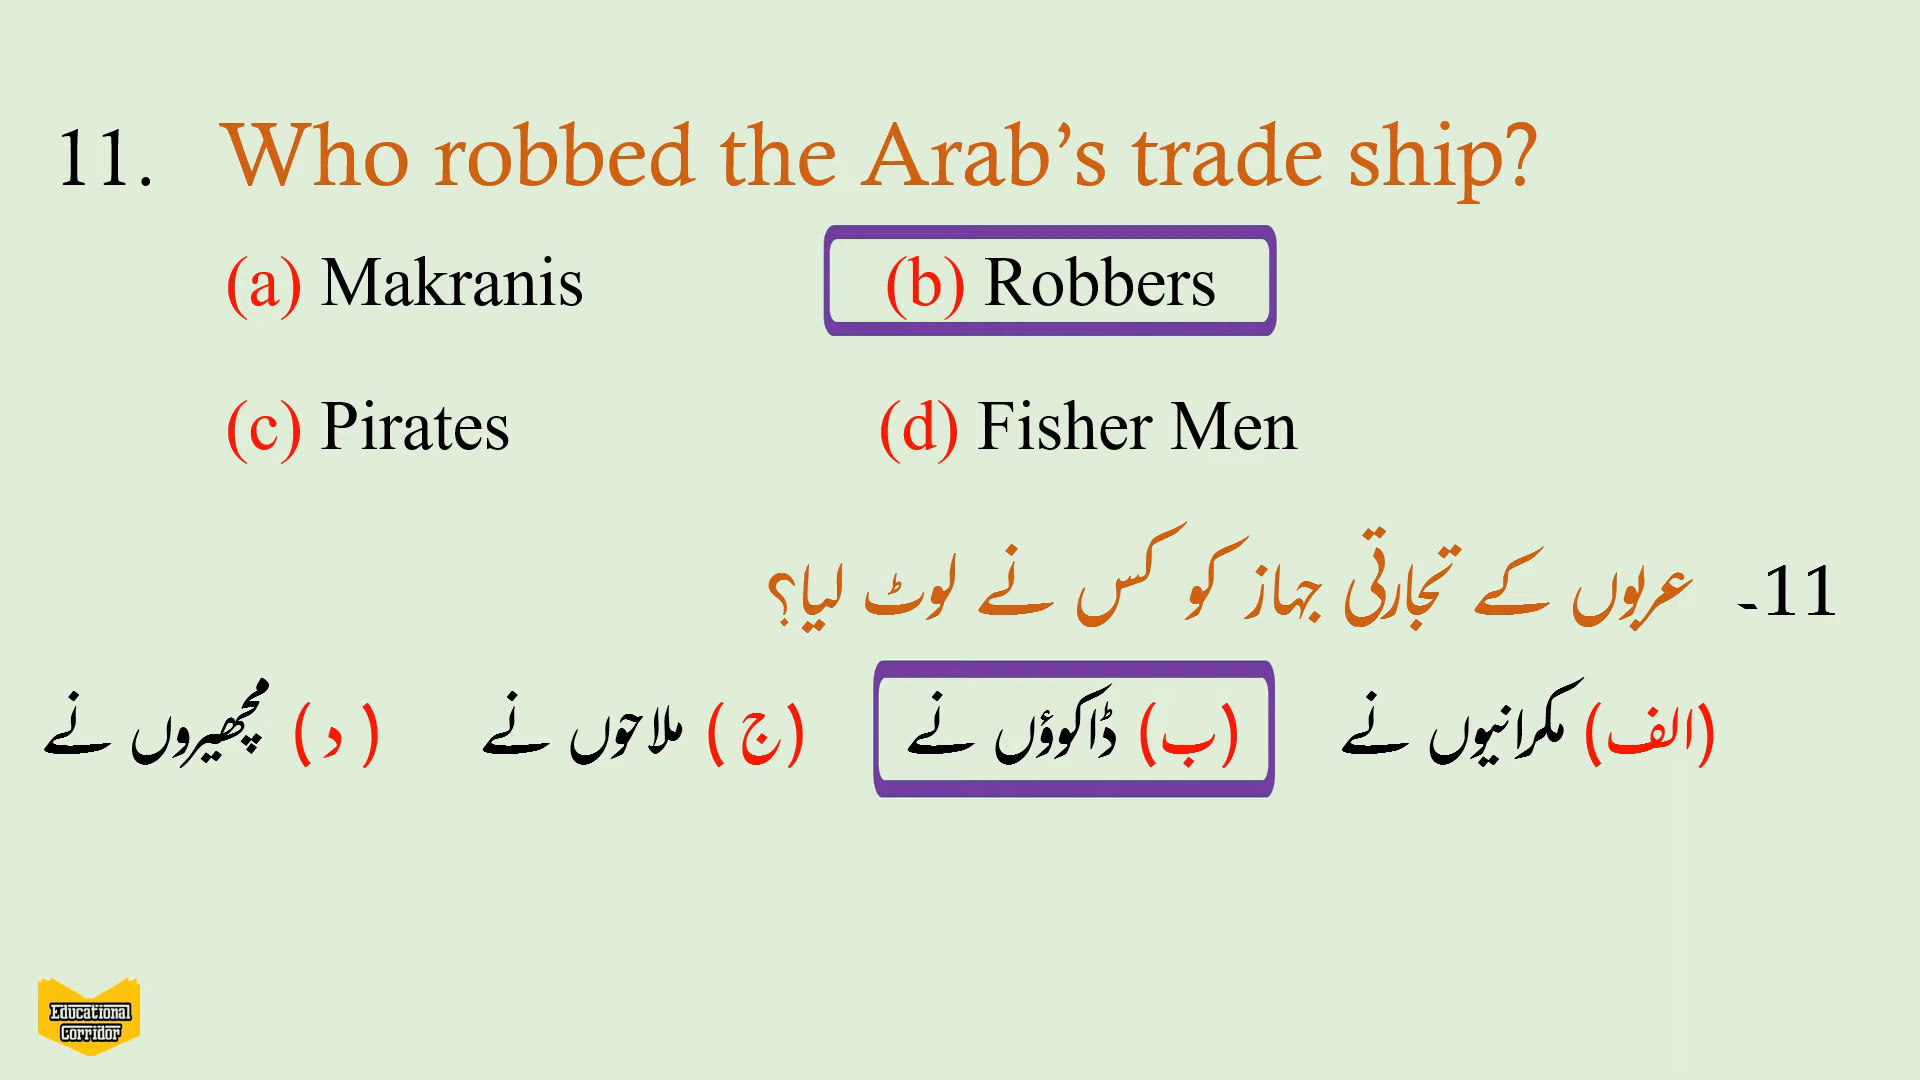 11. Who robbed the Arab’s trade ship?
(a) Makranis (b) Robbers
(c) Pirates (d) Fisher Men
11۔ عربوں کے تجارتی جہاز کو کس نے لوٹ لیا؟
(الف) مکرانیوں نے (ب) ڈاکوؤں نے (ج) ملاحوں نے (د) مچھیروں نے
Educational
Corridor